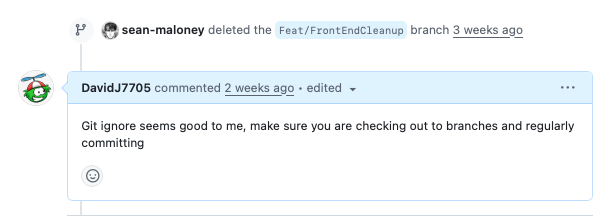 sean-maloney deleted the Feat/FrontEndCleanup branch 3 weeks ago
DavidJ7705 commented 2 weeks ago • edited
Git ignore seems good to me, make sure you are checking out to branches and regularly
committing